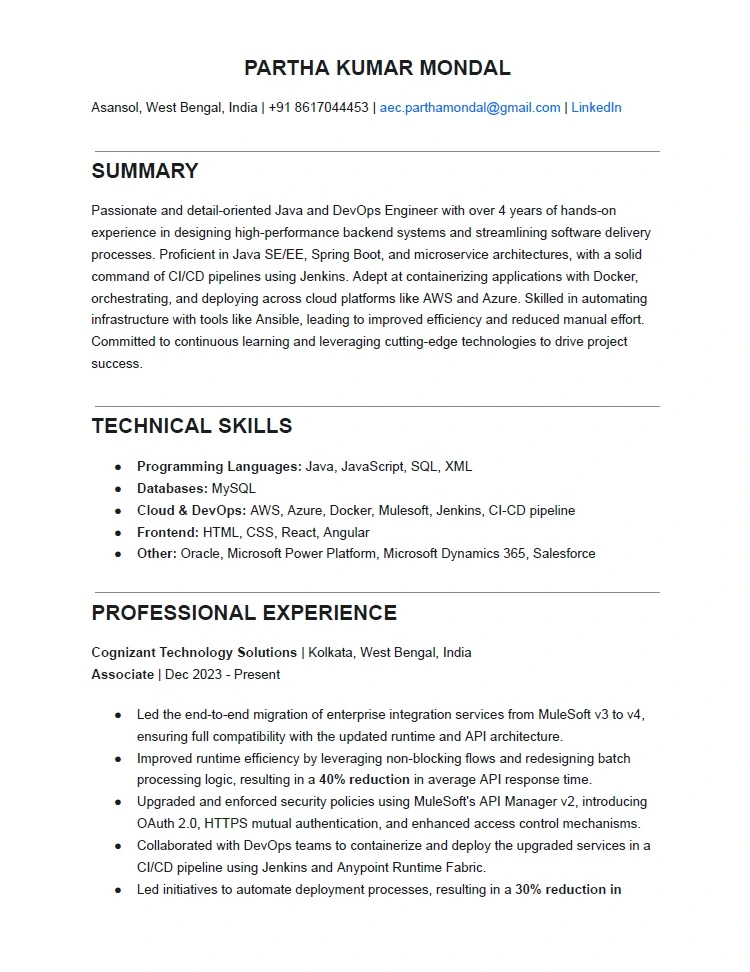 PARTHA KUMAR MONDAL
Asansol, West Bengal, India | +91 8617044453 | aec.parthamondal@gmail.com | LinkedIn
SUMMARY
Passionate and detail-oriented Java and DevOps Engineer with over 4 years of hands-on
experience in designing high-performance backend systems and streamlining software delivery
processes. Proficient in Java SE/EE, Spring Boot, and microservice architectures, with a solid
command of CI/CD pipelines using Jenkins. Adept at containerizing applications with Docker,
orchestrating, and deploying across cloud platforms like AWS and Azure. Skilled in automating
infrastructure with tools like Ansible, leading to improved efficiency and reduced manual effort.
Committed to continuous learning and leveraging cutting-edge technologies to drive project
success.
TECHNICAL SKILLS
● Programming Languages: Java, JavaScript, SQL, XML
● Databases: MySQL
● Cloud & DevOps: AWS, Azure, Docker, Mulesoft, Jenkins, CI-CD pipeline
● Frontend: HTML, CSS, React, Angular
● Other: Oracle, Microsoft Power Platform, Microsoft Dynamics 365, Salesforce
PROFESSIONAL EXPERIENCE
Cognizant Technology Solutions | Kolkata, West Bengal, India
Associate | Dec 2023 - Present
● Led the end-to-end migration of enterprise integration services from MuleSoft v3 to v4,
ensuring full compatibility with the updated runtime and API architecture.
● Improved runtime efficiency by leveraging non-blocking flows and redesigning batch
processing logic, resulting in a 40% reduction in average API response time.
● Upgraded and enforced security policies using MuleSoft's API Manager v2, introducing
OAuth 2.0, HTTPS mutual authentication, and enhanced access control mechanisms.
● Collaborated with DevOps teams to containerize and deploy the upgraded services in a
CI/CD pipeline using Jenkins and Anypoint Runtime Fabric.
● Led initiatives to automate deployment processes, resulting in a 30% reduction in